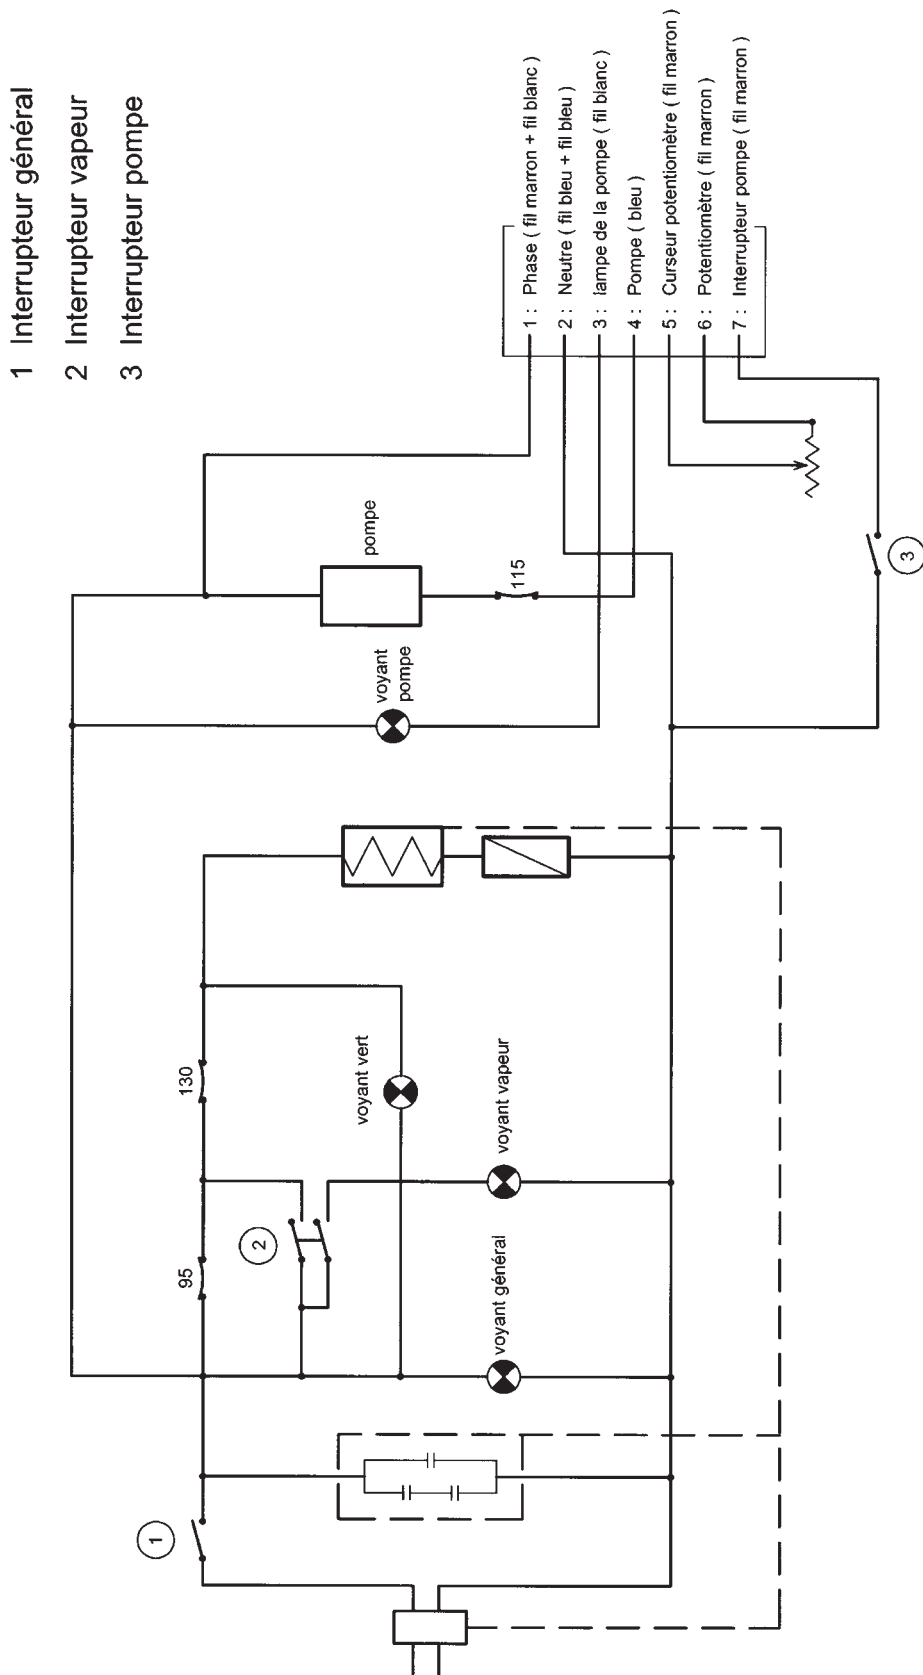 1 Interrupteur général
2 Interrupteur vapeur
3 Interrupteur pompe
1 : Phase ( fil marron + fil blanc )
2 : Neutre ( fil bleu + fil bleu )
3 : lampe de la pompe ( fil blanc )
4 : Pompe ( bleu )
5 : Curseur potentiomètre ( fil marron )
6 : Potentiomètre ( fil marron )
7 : Interrupteur pompe ( fil marron )
pompe
115
voyant
pompe
3
130
voyant vert
voyant vapeur
2
95
voyant général
1